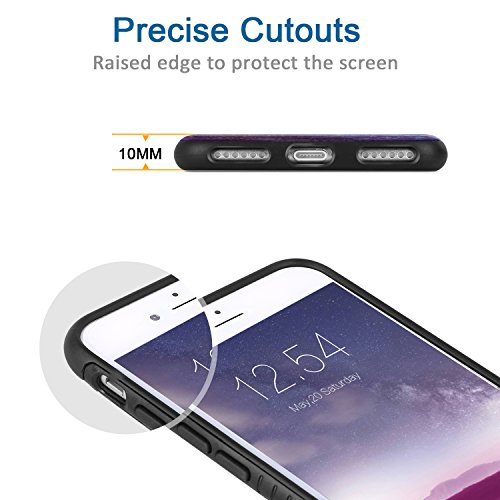 Precise Cutouts
Raised edge to protect the screen
10MM
12,54
May,20 Saturday